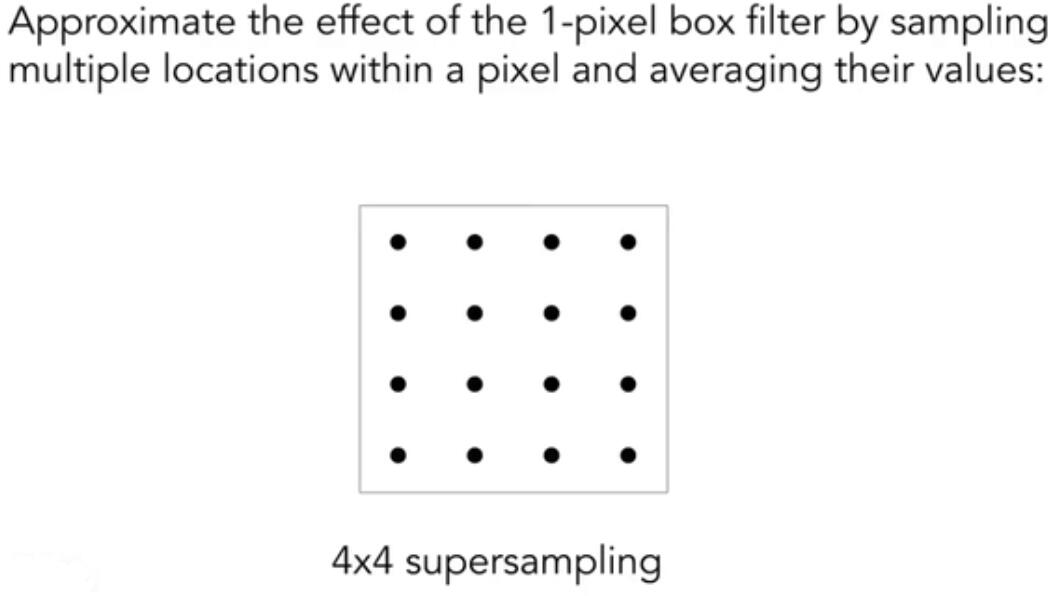 Approximate the effect of the 1-pixel box filter by sampling
multiple locations within a pixel and averaging their values:
4x4 supersampling